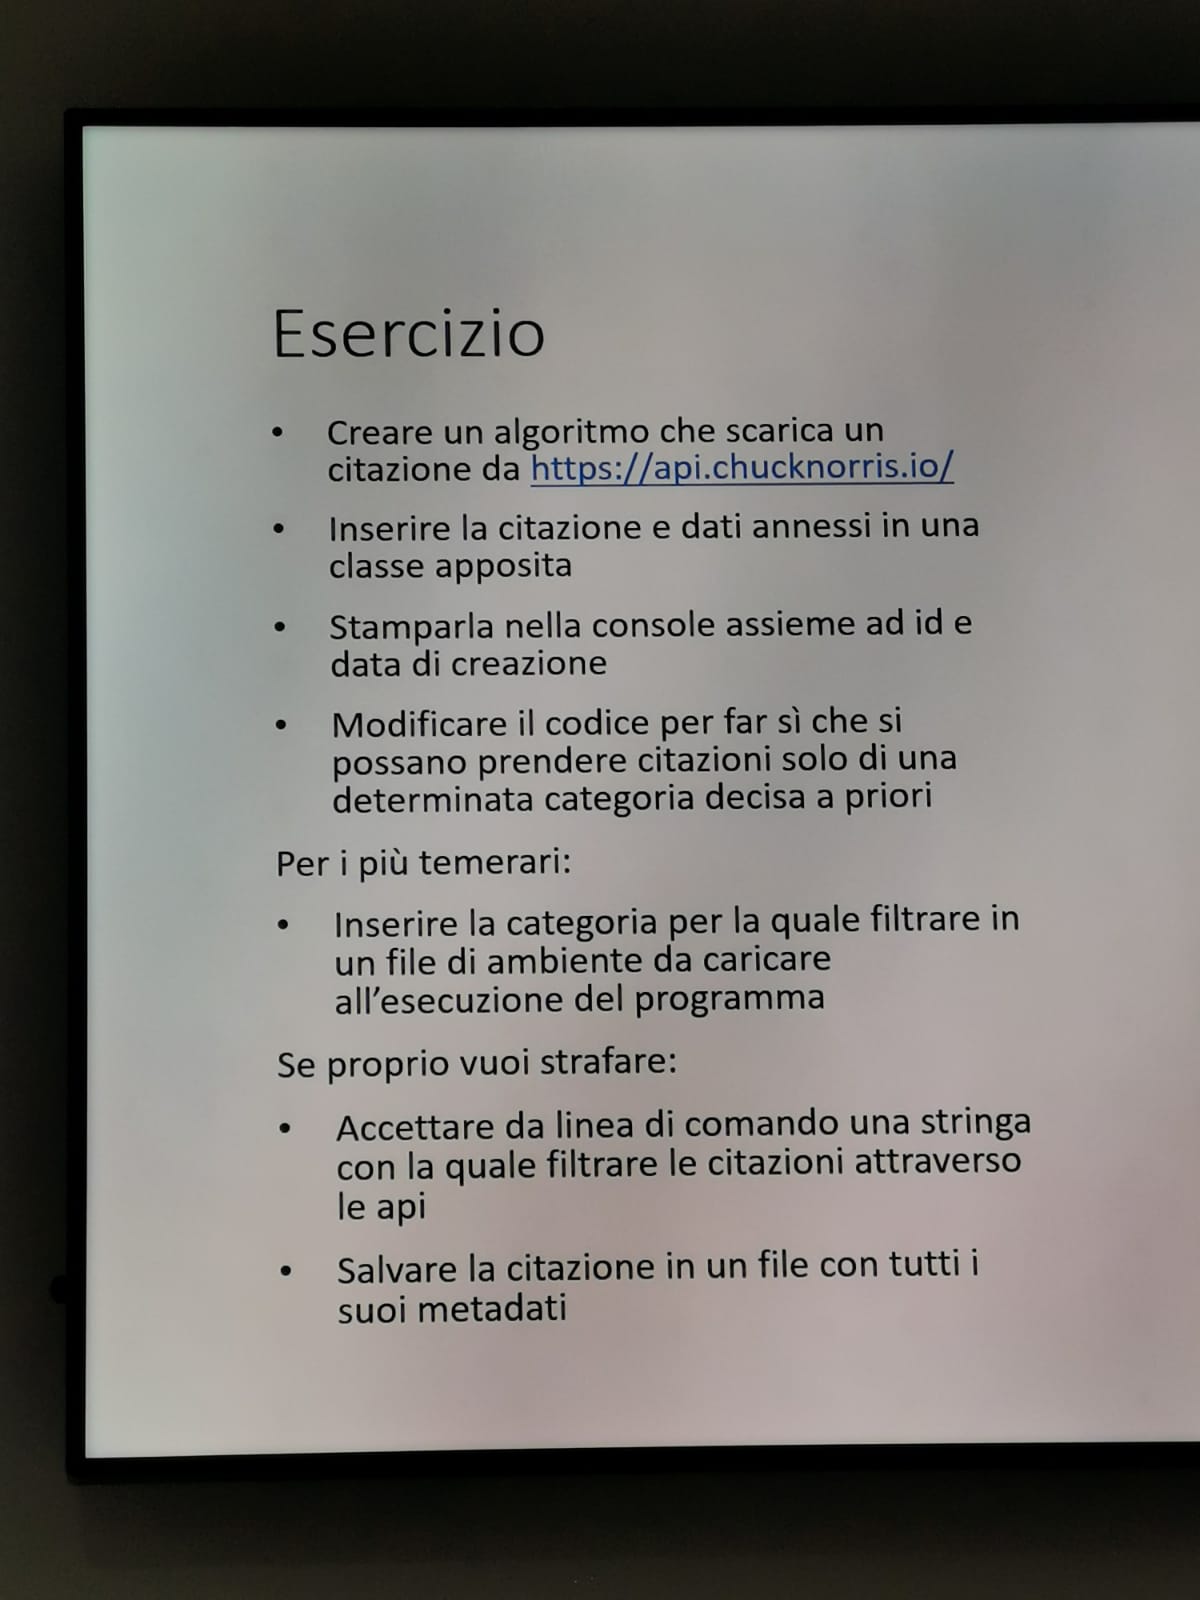 Esercizio
• Creare un algoritmo che scarica un
citazione da https://api.chucknorris.io/
• Inserire la citazione e dati annessi in una
classe apposita
• Stamparla nella console assieme ad id e
data di creazione
• Modificare il codice per far sì che si
possano prendere citazioni solo di una
determinata categoria decisa a priori
Per i più temerari:
• Inserire la categoria per la quale filtrare in
un file di ambiente da caricare
all’esecuzione del programma
Se proprio vuoi strafare:
• Accettare da linea di comando una stringa
con la quale filtrare le citazioni attraverso
le api
• Salvare la citazione in un file con tutti i
suoi metadati